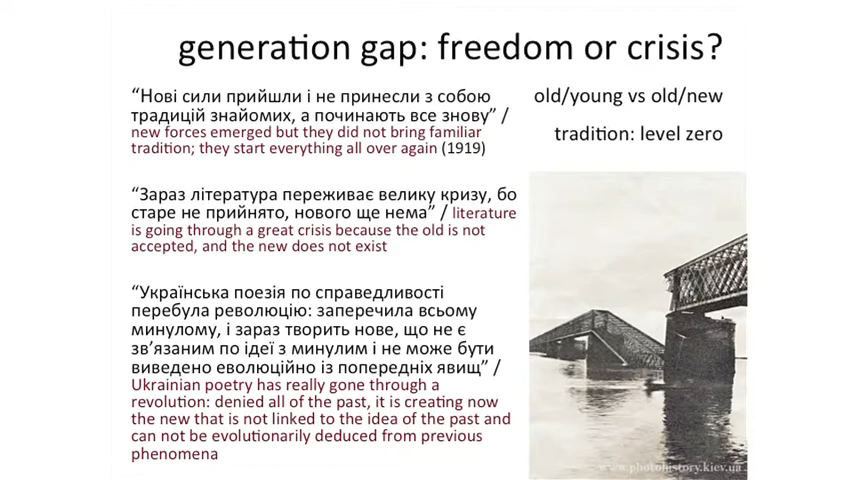 generation gap: freedom or crisis?
“Нові сили прийшли і не принесли з собою
традицій знайомих, а починають все знову” /
new forces emerged but they did not bring familiar
tradition; they start everything all over again (1919)
“Зараз література переживає велику кризу, бо
старе не прийнято, нового ще нема” / literature
is going through a great crisis because the old is not
accepted, and the new does not exist
“Українська поезія по справедливості
перебула революцію: заперечила всьому
минулому, і зараз творить нове, що не є
зв’язаним по ідеї з минулим і не може бути
виведено еволюційно із попередніх явищ” /
Ukrainian poetry has really gone through a
revolution: denied all of the past, it is creating now
the new that is not linked to the idea of the past and
can not be evolutionarily deduced from previous
phenomena
old/young vs old/new
tradition: level zero
www.photohistory.kiev.ua